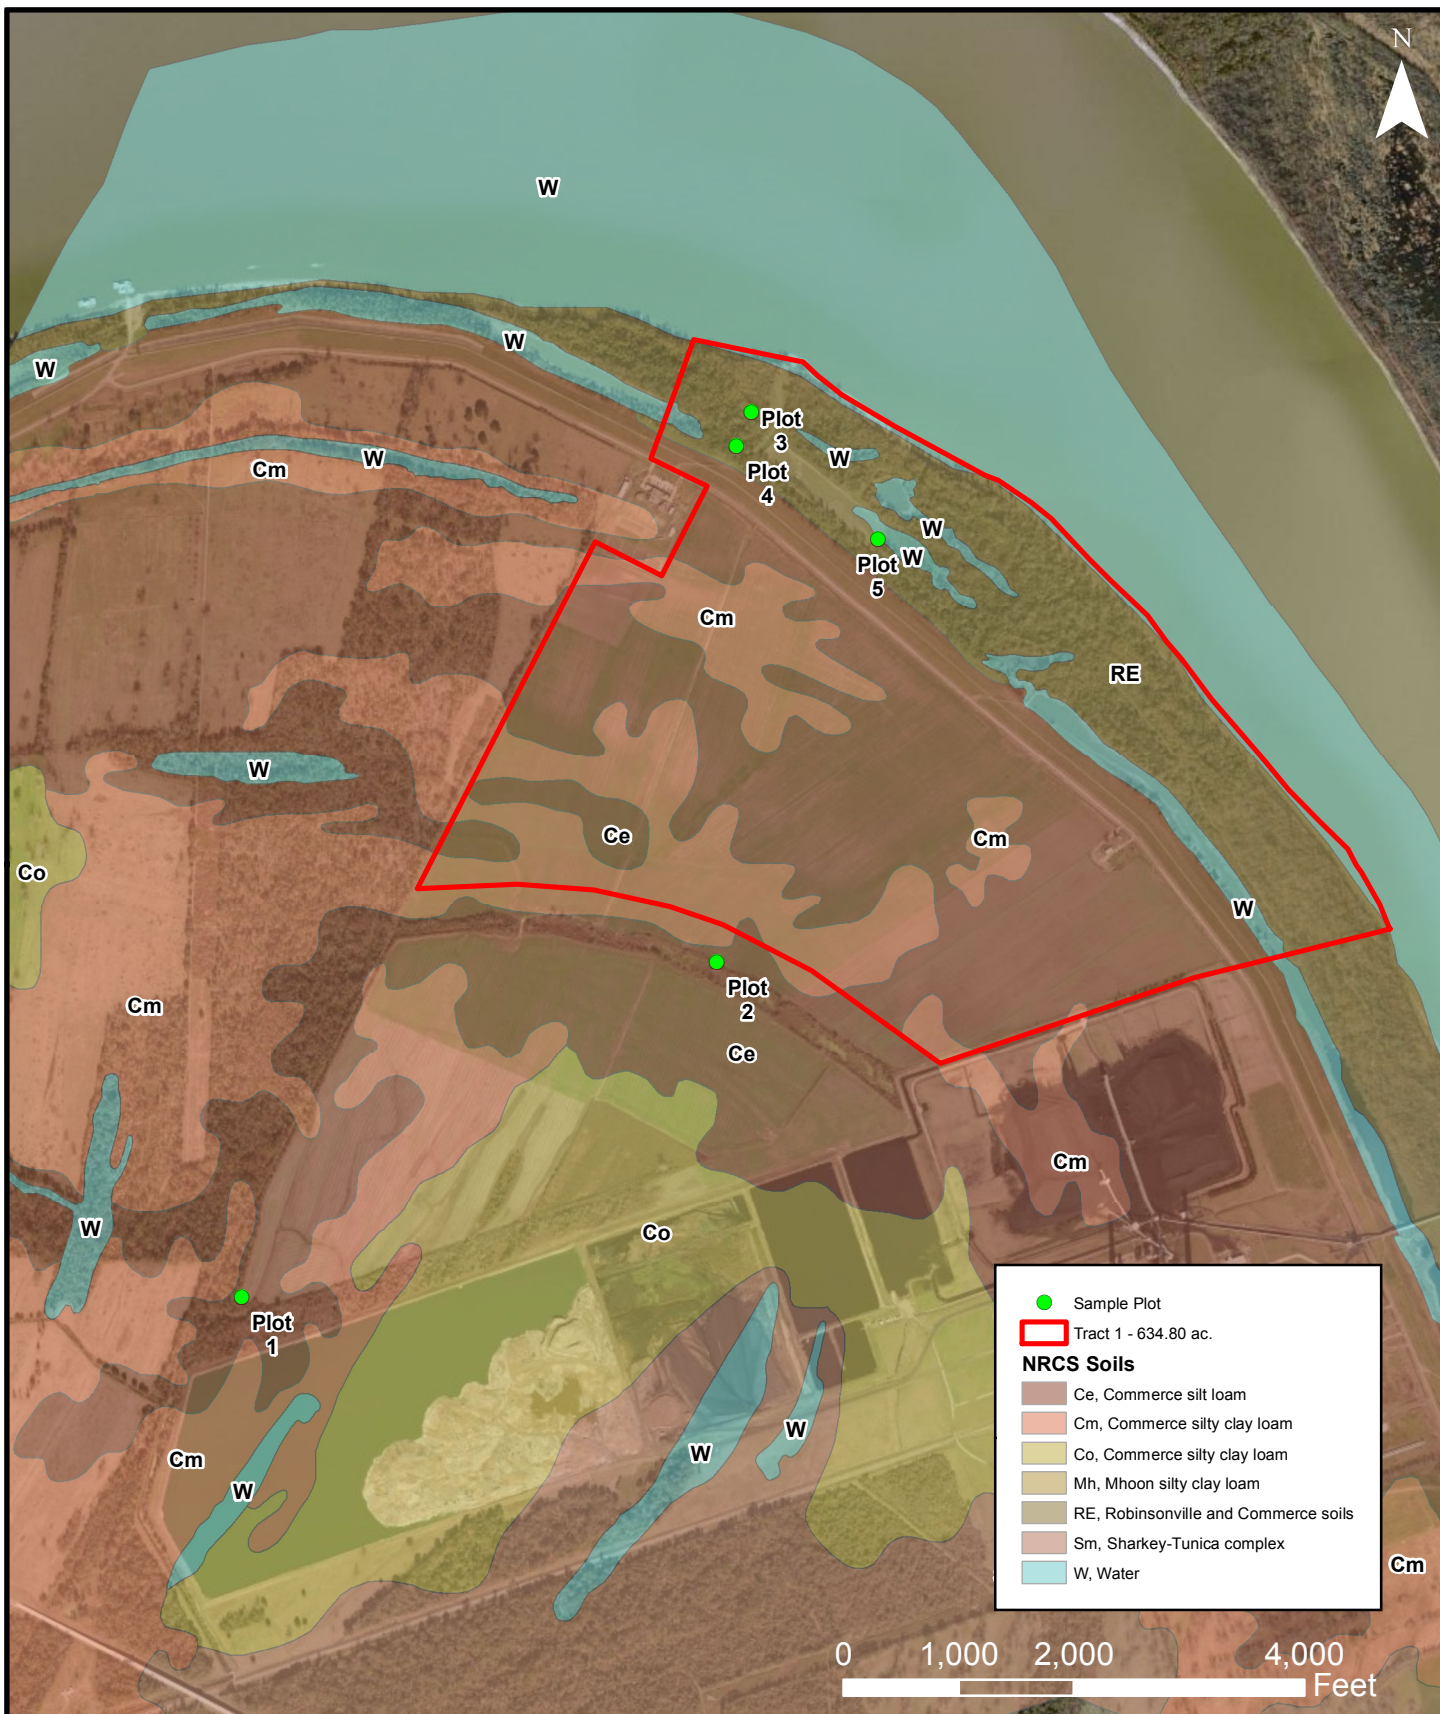 N
W
W
W
Plot
3
W
Cm
W
Plot
4
W
W
Plot
5
Cm
RE
W
Ce
Cm
Co
W
Plot
2
Cm
Ce
Cm
W
Co
Plot
1
W
W
Cm
W
Cm
Sample Plot
Tract 1 - 634.80 ac.
NRCS Soils
Ce, Commerce silt loam
Cm, Commerce silty clay loam
Co, Commerce silty clay loam
Mh, Mhoon silty clay loam
RE, Robinsonville and Commerce soils
Sm, Sharkey-Tunica complex
W, Water
0 1,000 2,000 4,000
Feet